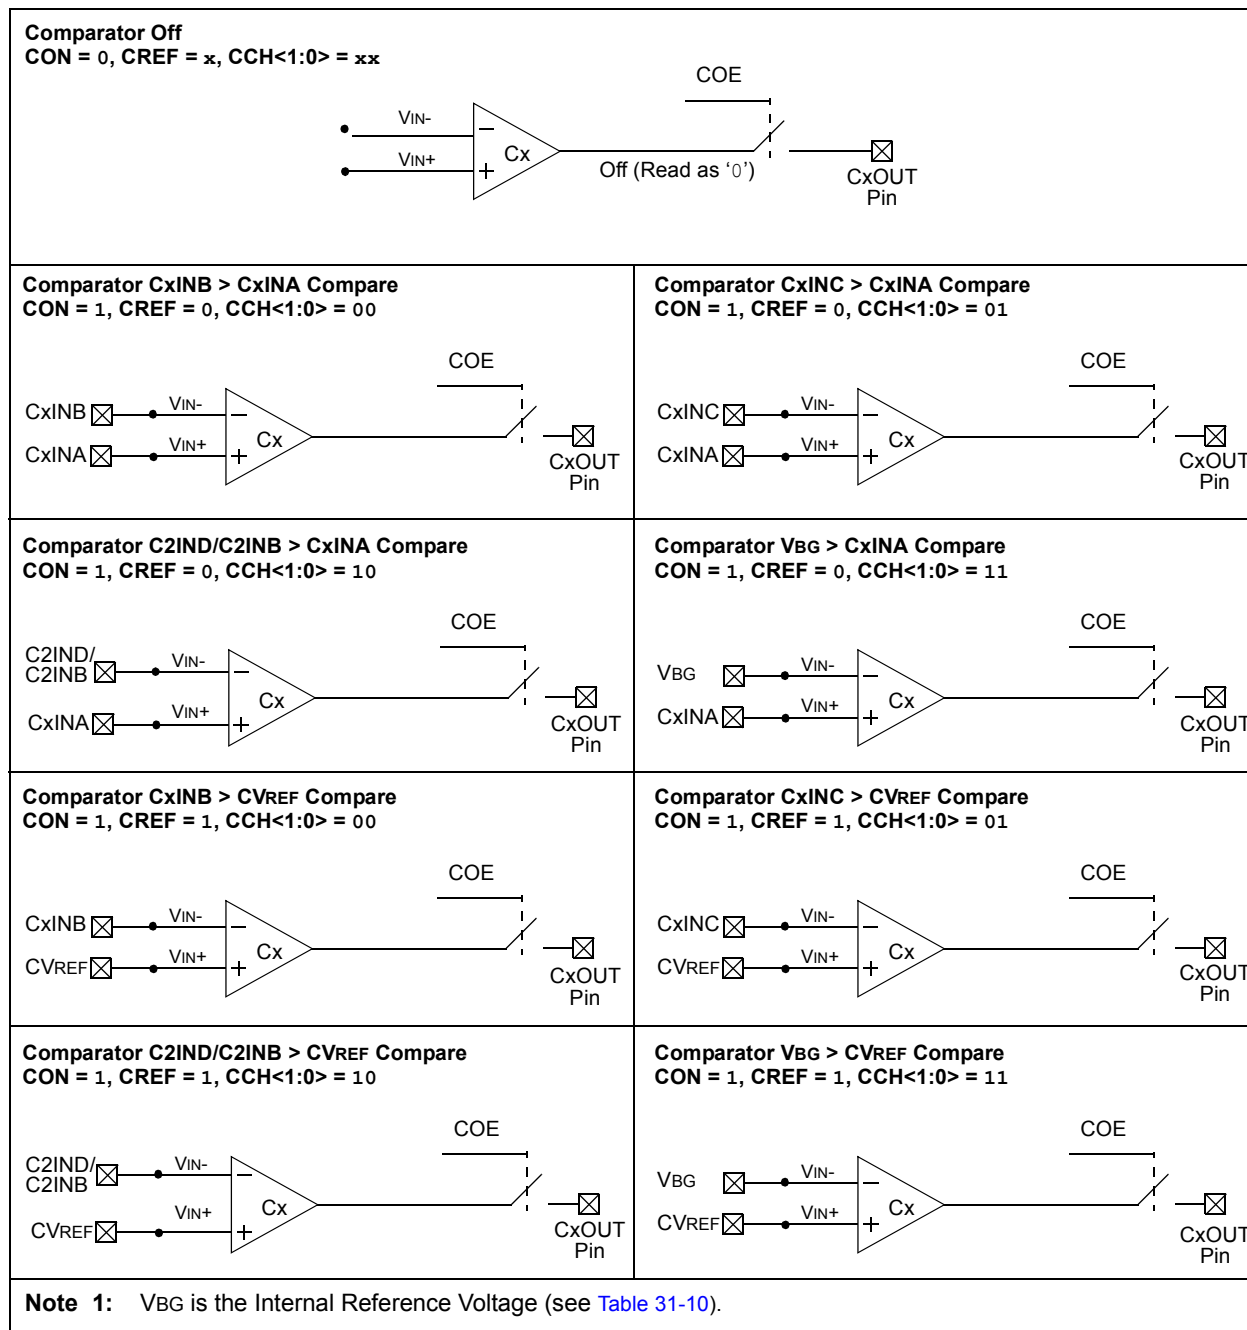 Comparator Off
CON = 0, CREF = x, CCH<1:0> = xx
COE
VIN-
VIN+
Cx
Off (Read as ‘0’)
CxOUT
Pin
Comparator CxINB > CxINA Compare
CON = 1, CREF = 0, CCH<1:0> = 00
COE
CxINB
VIN-
CxINA
VIN+
Cx
CxOUT
Pin
Comparator CxINC > CxINA Compare
CON = 1, CREF = 0, CCH<1:0> = 01
COE
CxINC
VIN-
CxINA
VIN+
Cx
CxOUT
Pin
Comparator C2IND/C2INB > CxINA Compare
CON = 1, CREF = 0, CCH<1:0> = 10
COE
C2IND/
C2INB
VIN-
CxINA
VIN+
Cx
CxOUT
Pin
Comparator VBG > CxINA Compare
CON = 1, CREF = 0, CCH<1:0> = 11
COE
VBG
VIN-
CxINA
VIN+
Cx
CxOUT
Pin
Comparator CxINB > CVREF Compare
CON = 1, CREF = 1, CCH<1:0> = 00
COE
CxINB
VIN-
CVREF
VIN+
Cx
CxOUT
Pin
Comparator CxINC > CVREF Compare
CON = 1, CREF = 1, CCH<1:0> = 01
COE
CxINC
VIN-
CVREF
VIN+
Cx
CxOUT
Pin
Comparator C2IND/C2INB > CVREF Compare
CON = 1, CREF = 1, CCH<1:0> = 10
COE
C2IND/
C2INB
VIN-
CVREF
VIN+
Cx
CxOUT
Pin
Comparator VBG > CVREF Compare
CON = 1, CREF = 1, CCH<1:0> = 11
COE
VBG
VIN-
CVREF
VIN+
Cx
CxOUT
Pin
Note 1: VBG is the Internal Reference Voltage (see Table 31-10).